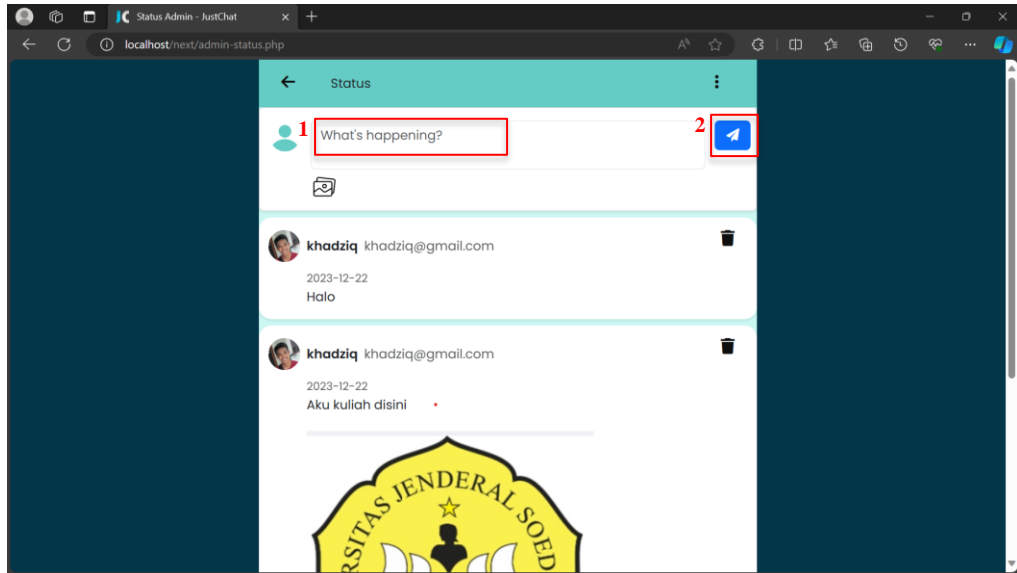 Status Admin - JustChat
localhost/next/admin-status.php
Status
1 What's happening? 2
khadziq khadziq@gmail.com
2023-12-22
Halo
khadziq khadziq@gmail.com
2023-12-22
Aku kuliah disini
RSITAS JENDERAL SOED